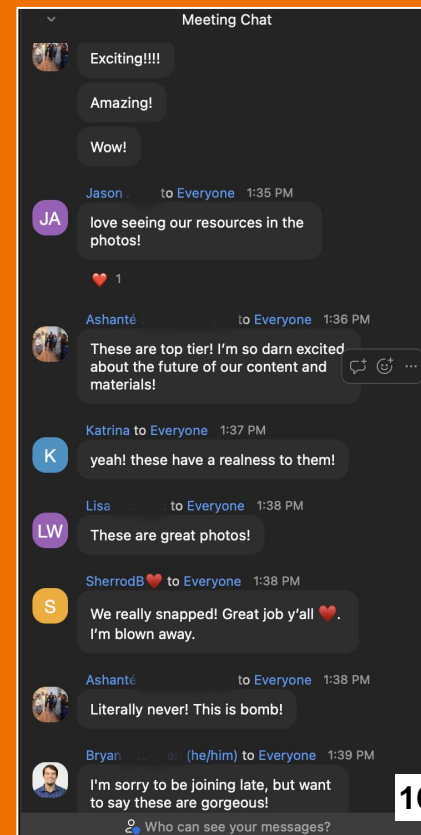 Meeting Chat
Exciting!!!!
Amazing!
Wow!
Jason to Everyone 1:35 PM
JA
love seeing our resources in the
photos!
❤️ 1
Ashanté to Everyone 1:36 PM
These are top tier! I'm so darn excited
about the future of our content and
materials!
Katrina to Everyone 1:37 PM
K
yeah! these have a realness to them!
Lisa to Everyone 1:38 PM
LW
These are great photos!
SherrodB❤️ to Everyone 1:38 PM
S
We really snapped! Great job y'all ❤️.
I'm blown away.
Ashanté to Everyone 1:38 PM
Literally never! This is bomb!
Bryan (he/him) to Everyone 1:39 PM
I'm sorry to be joining late, but want
to say these are gorgeous!
Who can see your messages?